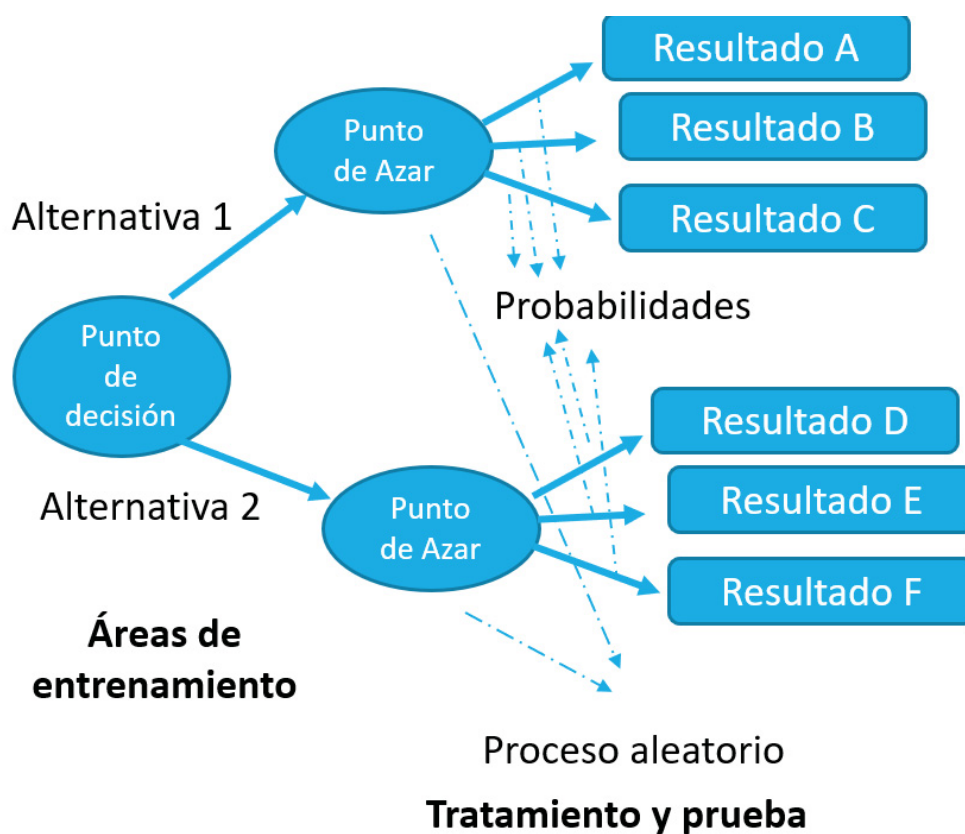 Resultado A
Punto
de Azar
Resultado B
Alternativa 1
Resultado C
Probabilidades
Punto
de
decisión
Resultado D
Alternativa 2
Punto
de Azar
Resultado E
Resultado F
Áreas de
entrenamiento
Proceso aleatorio
Tratamiento y prueba